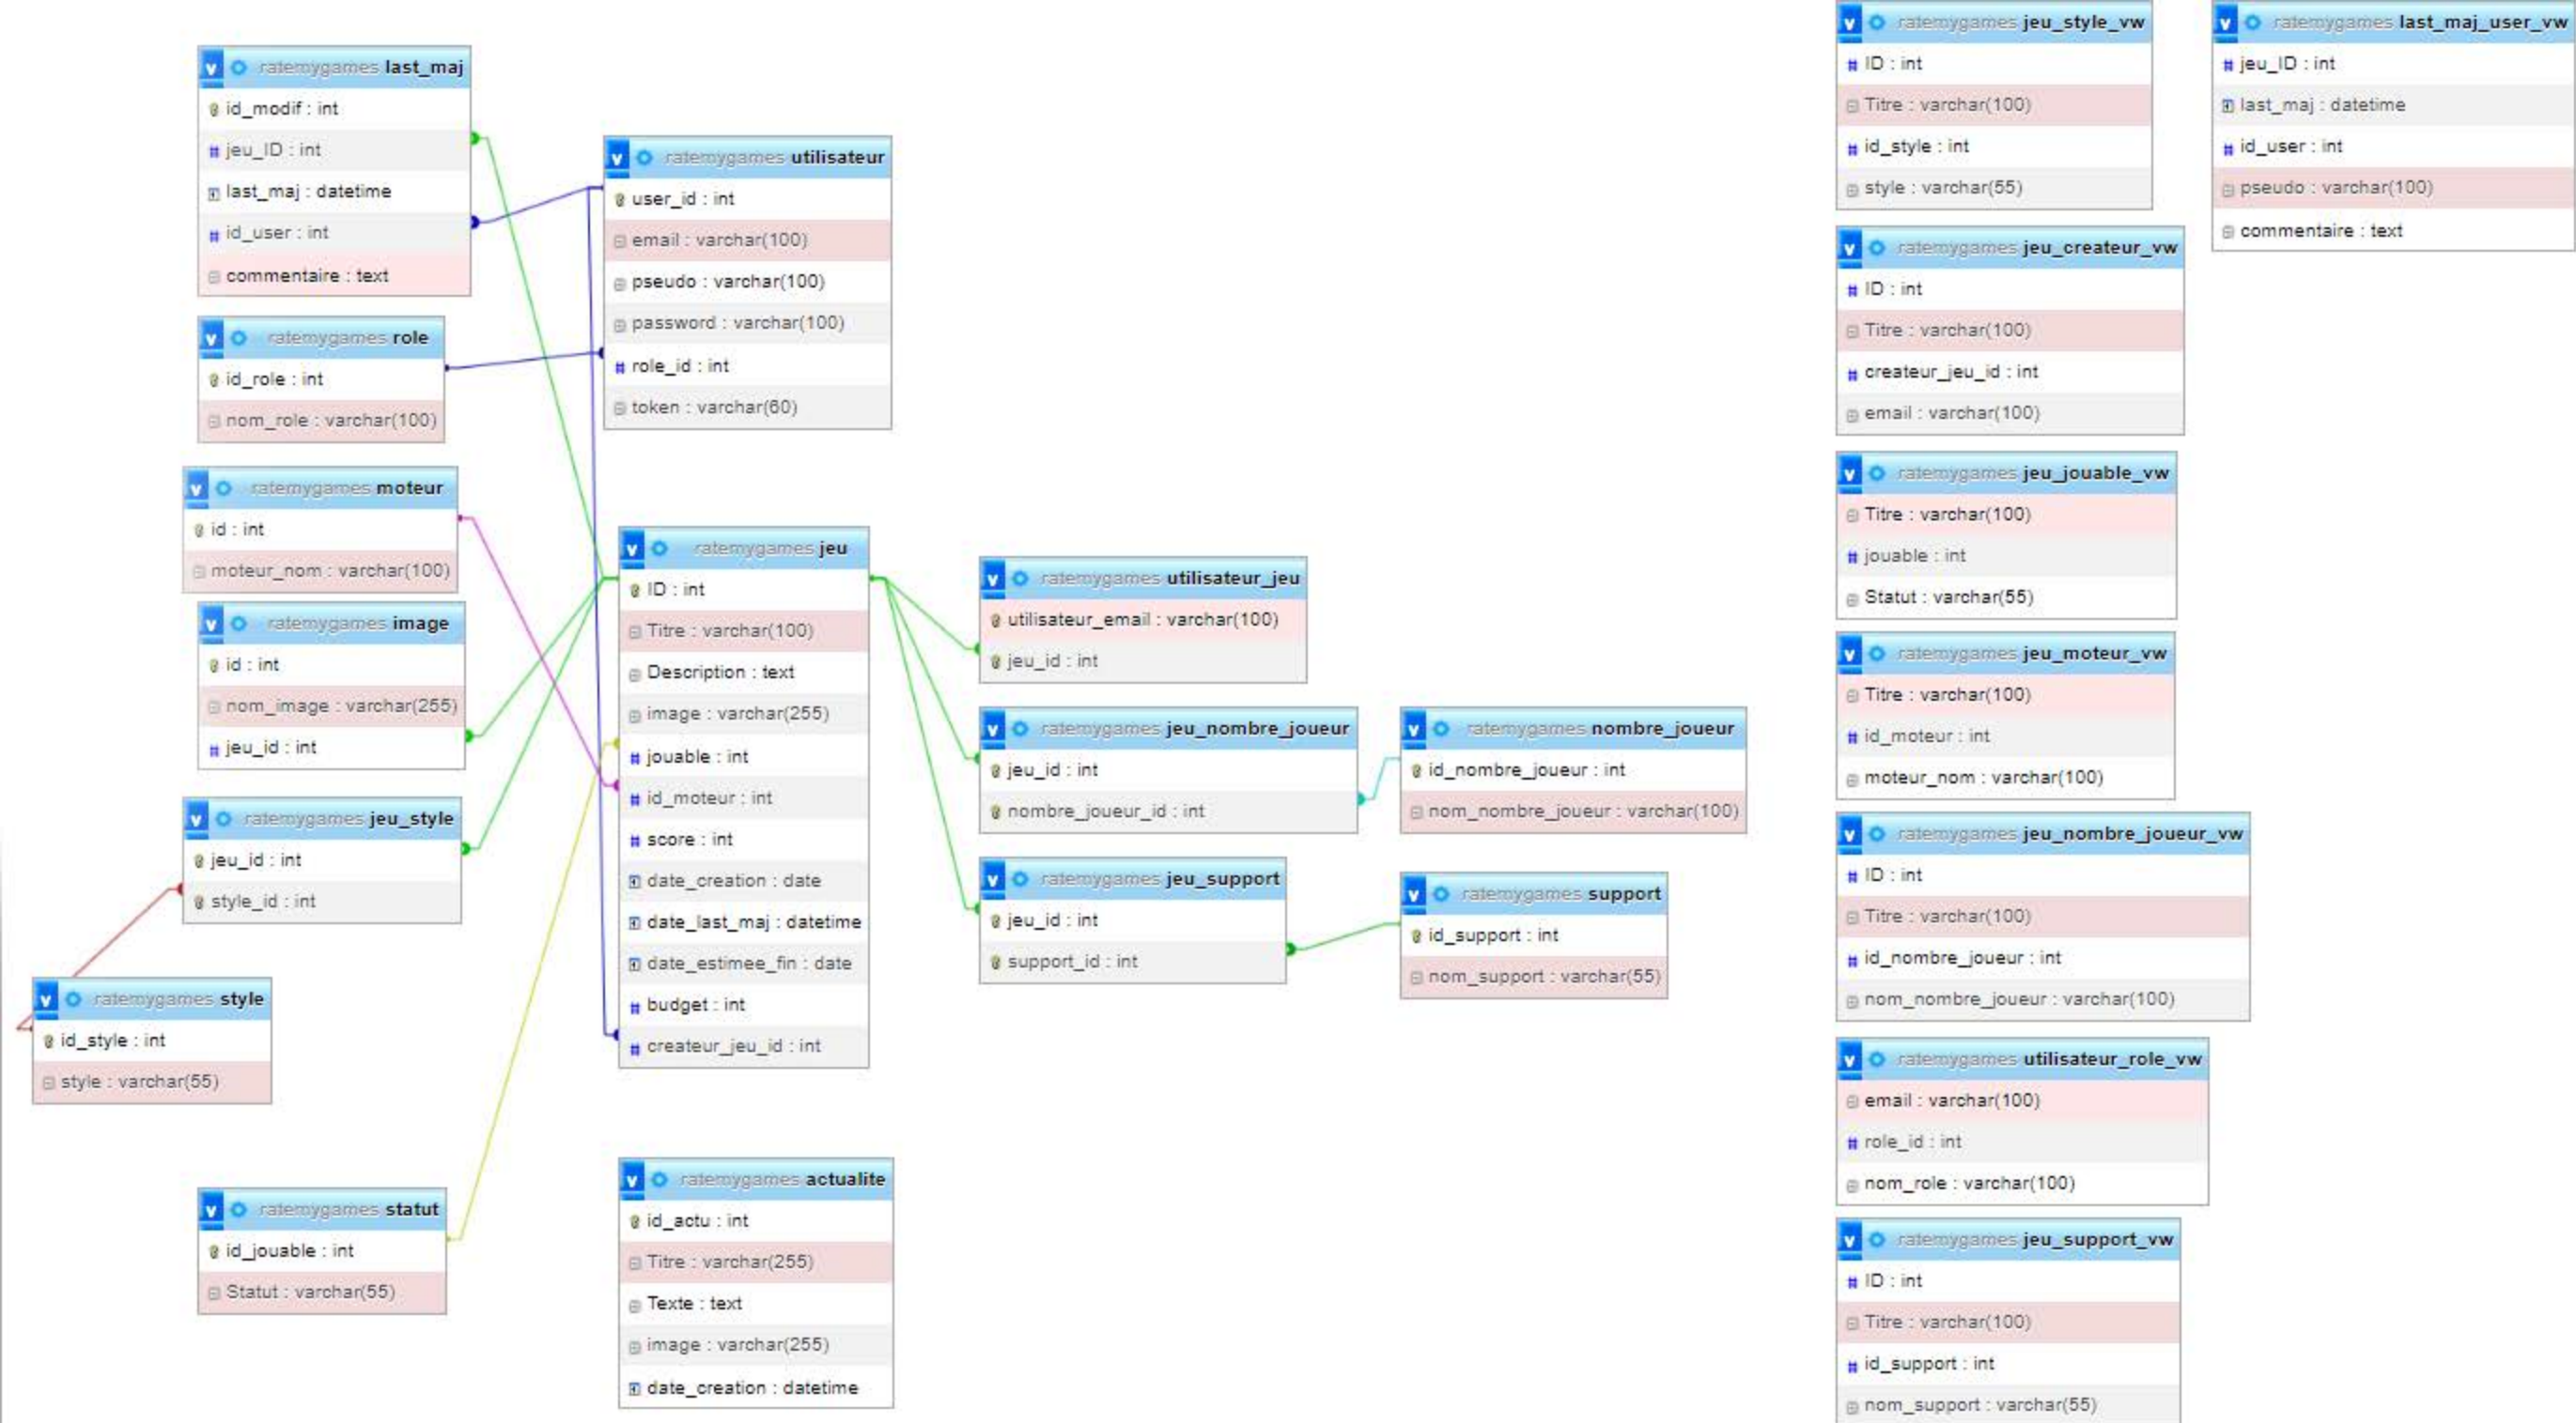 ratemygames last_maj
id_modif : int
jeu_ID : int
last_maj : datetime
id_user : int
commentaire : text
ratemygames role
id_role : int
nom_role : varchar(100)
ratemygames moteur
id : int
moteur_nom : varchar(100)
ratemygames image
id : int
nom_image : varchar(255)
jeu_id : int
ratemygames jeu_style
jeu_id : int
style_id : int
ratemygames style
id_style : int
style : varchar(55)
ratemygames statut
id_jouable : int
Statut : varchar(55)
ratemygames utilisateur
user_id : int
email : varchar(100)
pseudo : varchar(100)
password : varchar(100)
role_id : int
token : varchar(60)
ratemygames jeu
ID : int
Titre : varchar(100)
Description : text
image : varchar(255)
jouable : int
id_moteur : int
score : int
date_creation : date
date_last_maj : datetime
date_estimee_fin : date
budget : int
createur_jeu_id : int
ratemygames actualite
id_actu : int
Titre : varchar(255)
Texte : text
image : varchar(255)
date_creation : datetime
ratemygames utilisateur_jeu
utilisateur_email : varchar(100)
jeu_id : int
ratemygames jeu_nombre_joueur
jeu_id : int
nombre_joueur_id : int
ratemygames jeu_support
jeu_id : int
support_id : int
ratemygames nombre_joueur
id_nombre_joueur : int
nom_nombre_joueur : varchar(100)
ratemygames support
id_support : int
nom_support : varchar(55)
ratemygames jeu_style_vw
ID : int
Titre : varchar(100)
id_style : int
style : varchar(55)
ratemygames jeu_createur_vw
ID : int
Titre : varchar(100)
createur_jeu_id : int
email : varchar(100)
ratemygames jeu_jouable_vw
Titre : varchar(100)
jouable : int
Statut : varchar(55)
ratemygames jeu_moteur_vw
Titre : varchar(100)
id_moteur : int
moteur_nom : varchar(100)
ratemygames jeu_nombre_joueur_vw
ID : int
Titre : varchar(100)
id_nombre_joueur : int
nom_nombre_joueur : varchar(100)
ratemygames utilisateur_role_vw
email : varchar(100)
role_id : int
nom_role : varchar(100)
ratemygames jeu_support_vw
ID : int
Titre : varchar(100)
id_support : int
nom_support : varchar(55)
ratemygames last_maj_user_vw
jeu_ID : int
last_maj : datetime
id_user : int
pseudo : varchar(100)
commentaire : text